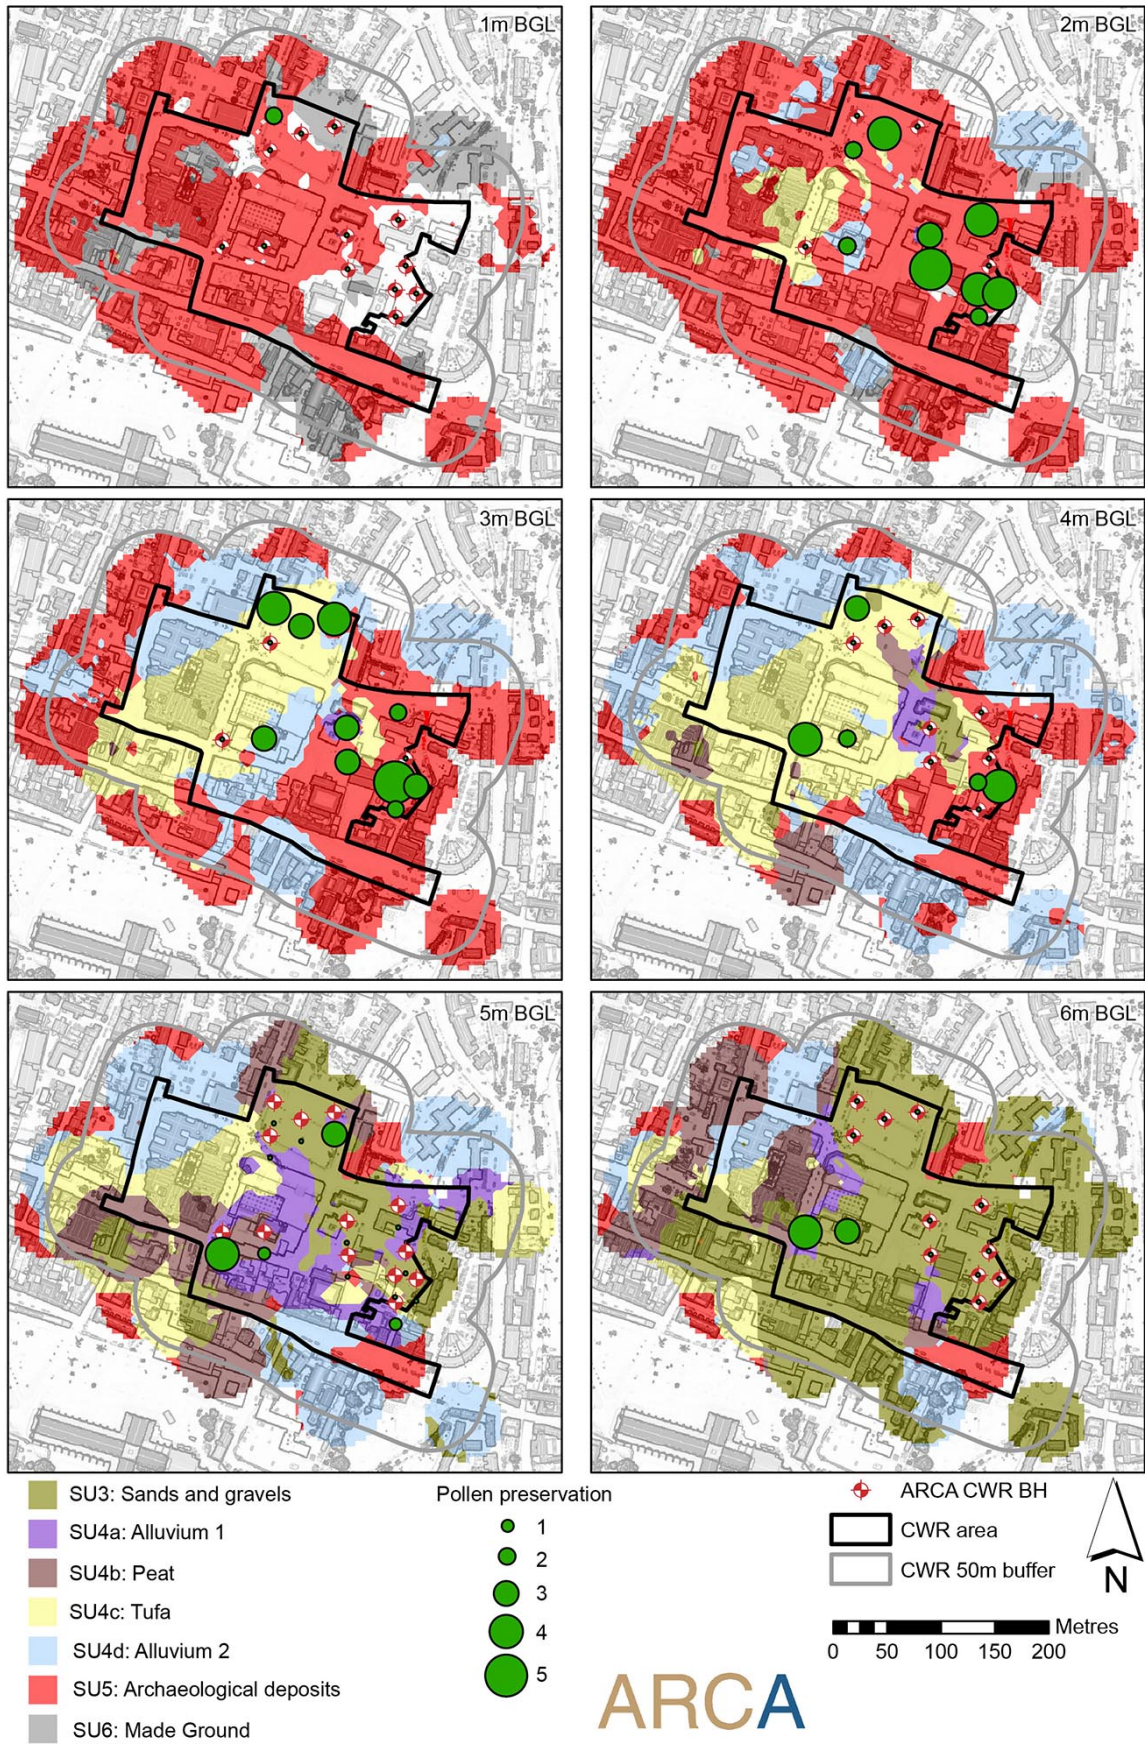 1m BGL
2m BGL
3m BGL
4m BGL
5m BGL
6m BGL
SU3: Sands and gravels
SU4a: Alluvium 1
SU4b: Peat
SU4c: Tufa
SU4d: Alluvium 2
SU5: Archaeological deposits
SU6: Made Ground
Pollen preservation
1
2
3
4
5
ARCA CWR BH
CWR area
CWR 50m buffer
N
Metres
0 50 100 150 200
ARCA